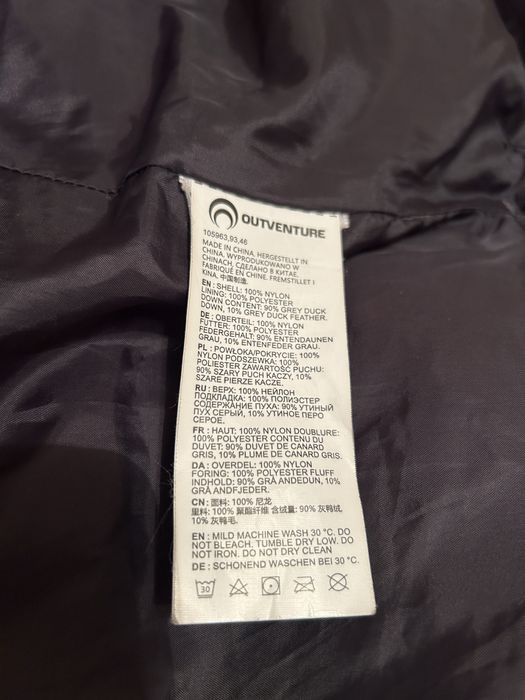 OUTVENTURE
105963,93,46
MADE IN CHINA, HERGESTELLT IN
CHINA, WYPRODUKOWANO W
CHINACH, СДЕЛАНО В КИТАЕ,
FABRIQUÉ EN CHINE, FREMSTILLET I
KINA, 中国制造.
EN : SHELL: 100% NYLON
LINING: 100% POLYESTER
DOWN CONTENT: 90% GREY DUCK
DOWN, 10% GREY DUCK FEATHER.
DE : OBERTEIL: 100% NYLON
FUTTER: 100% POLYESTER
FEDERGEHALT: 90% ENTENDAUNEN
GRAU, 10% ENTENFEDER GRAU.
PL : POWŁOKA/POKRYCIE: 100%
NYLON PODSZEWKA: 100%
POLIESTER ZAWARTOŚĆ PUCHU:
90% SZARY PUCH KACZY, 10%
SZARE PIERZE KACZE.
RU : ВЕРХ: 100% НЕЙЛОН
ПОДКЛАДКА: 100% ПОЛИЭСТЕР
СОДЕРЖАНИЕ ПУХА: 90% УТИНЫЙ
ПУХ СЕРЫЙ, 10% УТИНОЕ ПЕРО
СЕРОЕ.
FR : HAUT: 100% NYLON DOUBLURE:
100% POLYESTER CONTENU DU
DUVET: 90% DUVET DE CANARD
GRIS, 10% PLUME DE CANARD GRIS.
DA : OVERDEL: 100% NYLON
FORING: 100% POLYESTER FLUFF
INDHOLD: 90% GRÅ ANDEDUN, 10%
GRÅ ANDFJEDER.
CN : 面料: 100% 尼龙
里料: 100% 聚酯纤维 含绒量: 90% 灰鸭绒,
10% 灰鸭毛.
EN : MILD MACHINE WASH 30 °C. DO
NOT BLEACH. TUMBLE DRY LOW. DO
NOT IRON. DO NOT DRY CLEAN
DE : SCHONEND WASCHEN BEI 30 °C.
30